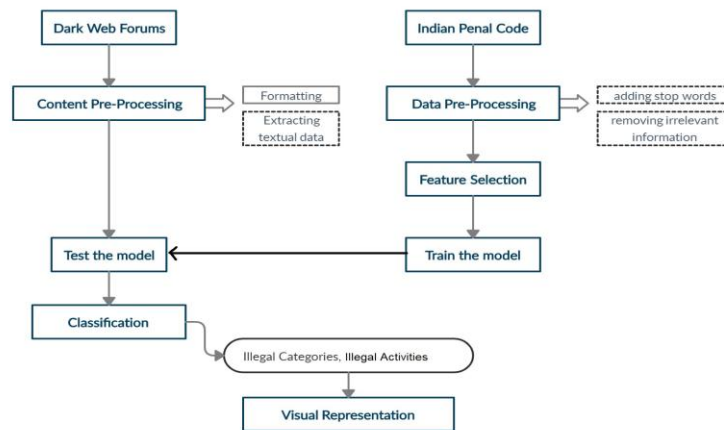 Dark Web Forums
Indian Penal Code
Content Pre-Processing
Formatting
Extracting
textual data
Data Pre-Processing
adding stop words
removing irrelevant
information
Feature Selection
Test the model
Train the model
Classification
Illegal Categories, Illegal Activities
Visual Representation